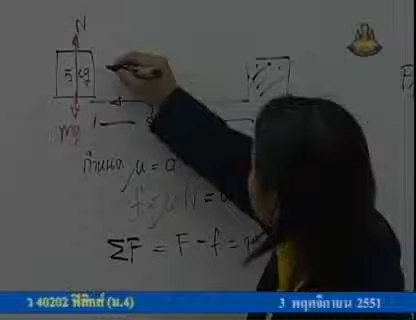 N
5 kg
mg
กำหนด μ = 0
f = μN =
ΣF = F - f =
ว 40202 ฟิสิกส์ (ม.4)
3 พฤศจิกายน 2551